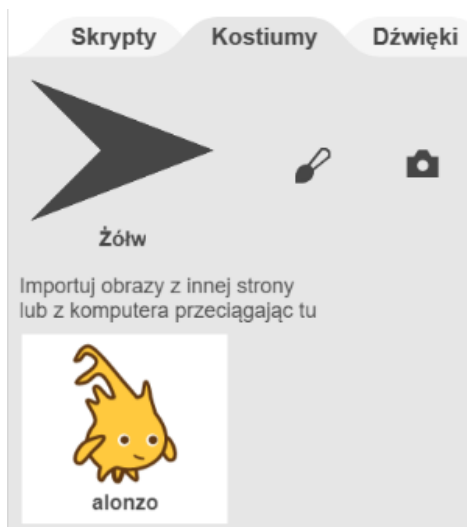 Skrypty Kostiumy Dźwięki
Żółw
Importuj obrazy z innej strony
lub z komputera przeciągając tu
alonzo